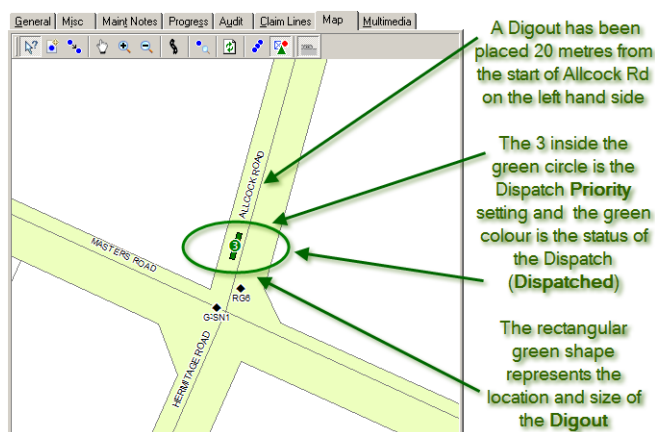 General Misc Maint Notes Progress Audit Claim Lines Map Multimedia
A Digout has been
placed 20 metres from
the start of Allcock Rd
on the left hand side
The 3 inside the
green circle is the
Dispatch Priority
setting and the green
colour is the status of
the Dispatch
(Dispatched)
The rectangular
green shape
represents the
location and size of
the Digout
ALLCOCK ROAD
3
MASTERS ROAD
RG6
G-SN1
HERMITAGE ROAD